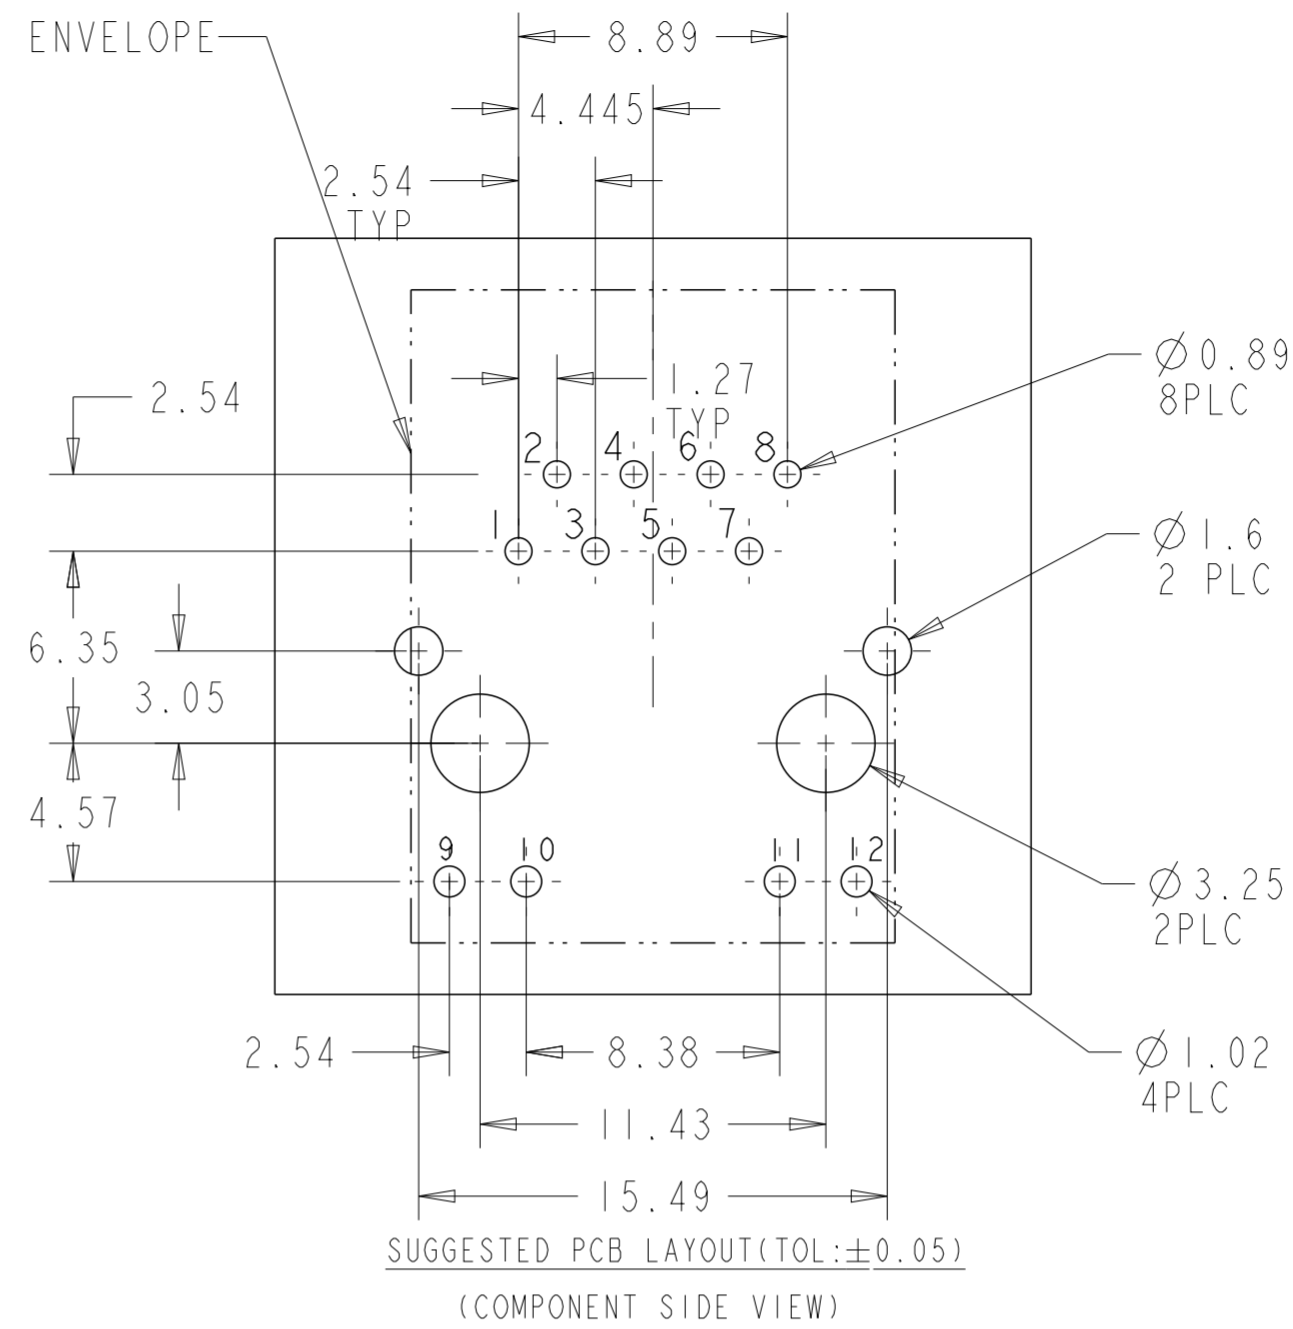 ENVELOPE
8.89
4.445
2.54
TYP
Ø0.89
8PLC
2.54
1.27
TYP
2 4 6 8
1 3 5 7
Ø1.6
2 PLC
6.35
3.05
4.57
9 10 11 12
Ø3.25
2PLC
2.54
8.38
Ø1.02
4PLC
11.43
15.49
SUGGESTED PCB LAYOUT(TOL:±0.05)
(COMPONENT SIDE VIEW)